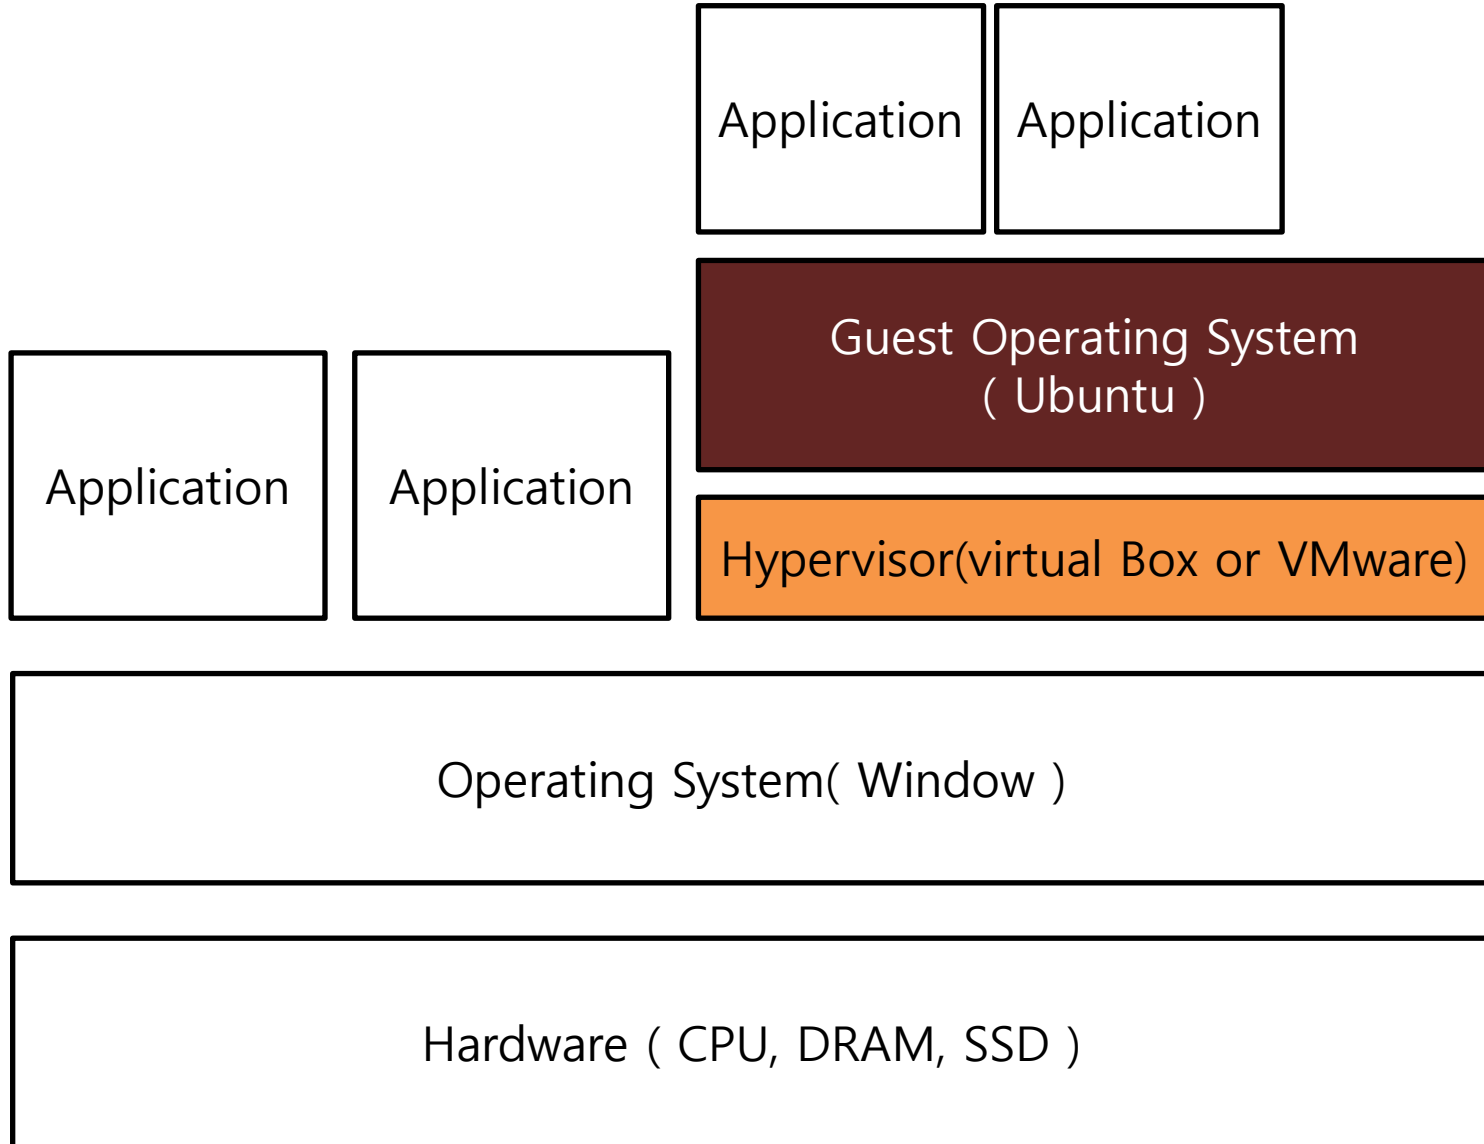 Application
Application
Guest Operating System
( Ubuntu )
Application
Application
Hypervisor(virtual Box or VMware)
Operating System( Window )
Hardware ( CPU, DRAM, SSD )